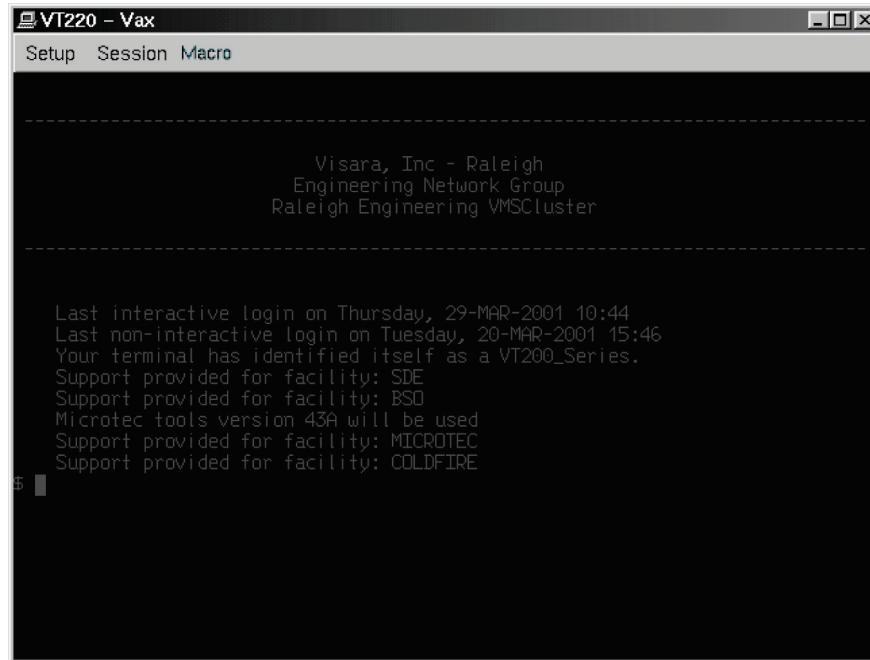 VT220 – Vax
Setup Session Macro
--------------------------------------------------------------------------------
Visara, Inc - Raleigh
Engineering Network Group
Raleigh Engineering VMSCluster
--------------------------------------------------------------------------------
Last interactive login on Thursday, 29-MAR-2001 10:44
Last non-interactive login on Tuesday, 20-MAR-2001 15:46
Your terminal has identified itself as a VT200_Series.
Support provided for facility: SDE
Support provided for facility: BSO
Microtec tools version 43A will be used
Support provided for facility: MICROTEC
Support provided for facility: COLDFIRE
$